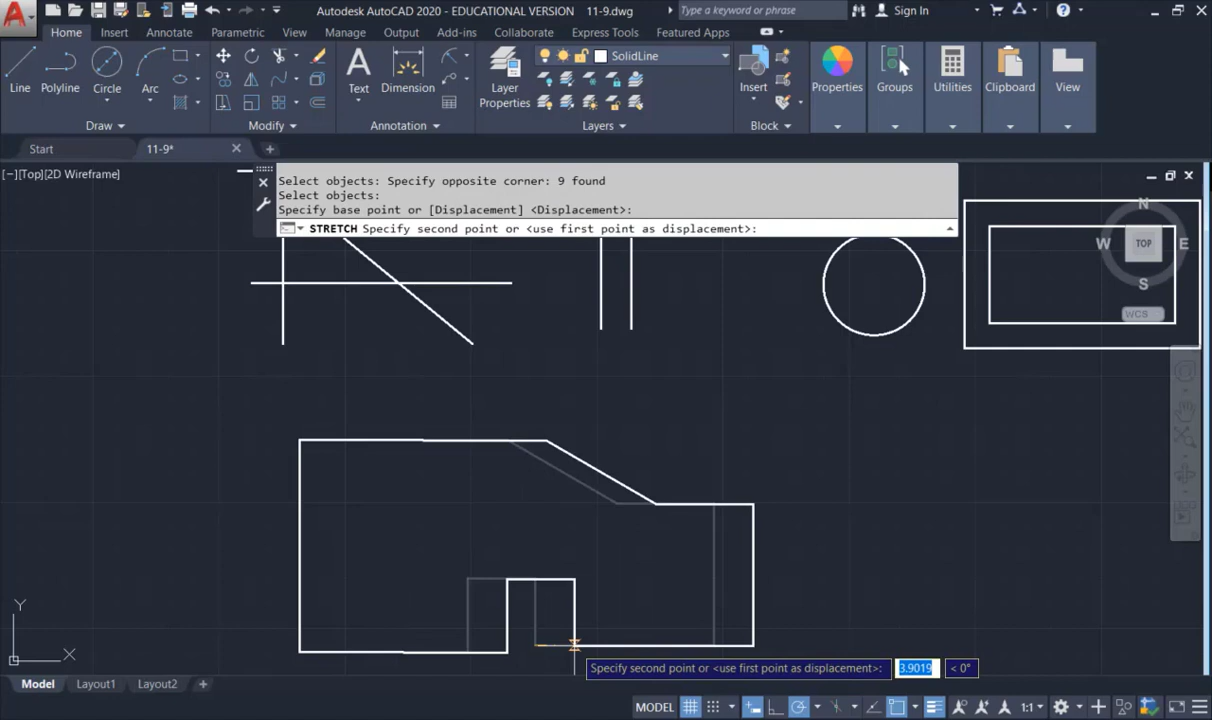 Autodesk AutoCAD 2020 - EDUCATIONAL VERSION 11-9.dwg
Type a keyword or phrase
Sign In
Home Insert Annotate Parametric View Manage Output Add-ins Collaborate Express Tools Featured Apps
Line Polyline Circle Arc
Text Dimension
Layer Properties
SolidLine
Insert
Properties Groups Utilities Clipboard View
Draw Modify Annotation Layers Block
Start 11-9*
[−][Top][2D Wireframe]
Select objects: Specify opposite corner: 9 found
Select objects:
Specify base point or [Displacement] <Displacement>:
STRETCH Specify second point or <use first point as displacement>:
N
W TOP E
S
WCS
Y
X
Specify second point or <use first point as displacement>: 3.9019 < 0°
Model Layout1 Layout2
MODEL 1:1